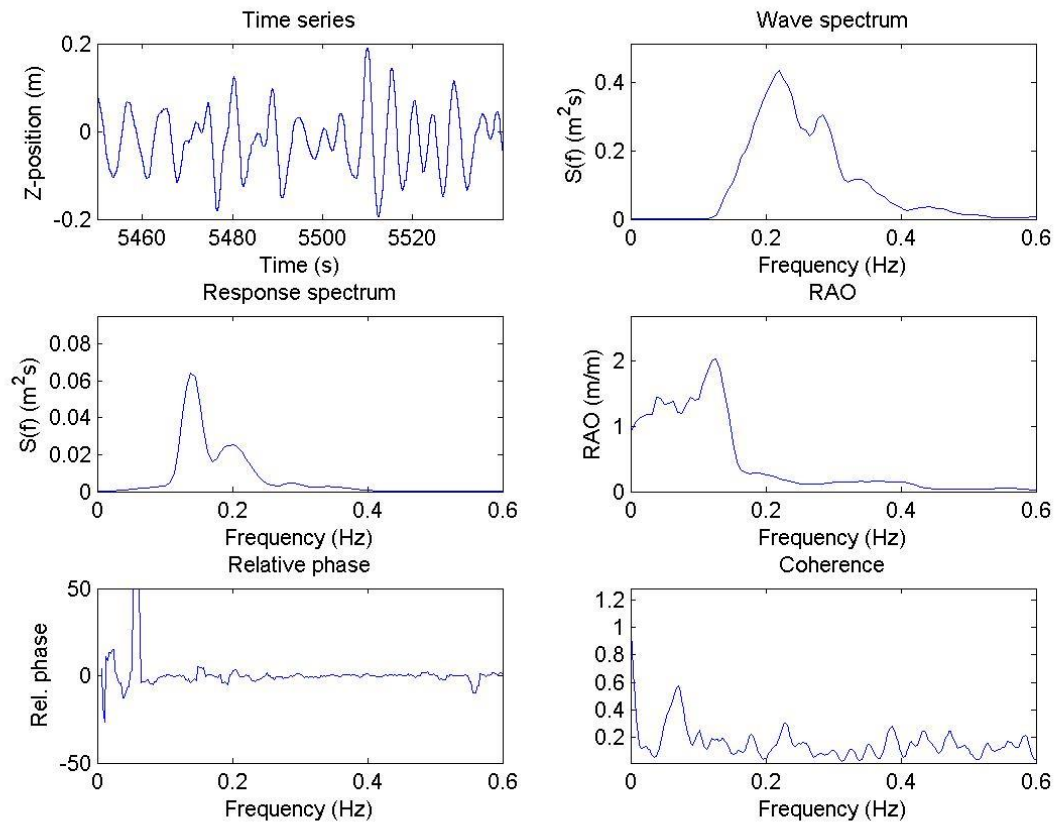 Time series
Z-position (m)
0.2
0
-0.2
5460 5480 5500 5520
Time (s)
Wave spectrum
S(f) (m²s)
0.4
0.2
0
0 0.2 0.4 0.6
Frequency (Hz)
Response spectrum
S(f) (m²s)
0.08
0.06
0.04
0.02
0
0 0.2 0.4 0.6
Frequency (Hz)
RAO
RAO (m/m)
2
1
0
0 0.2 0.4 0.6
Frequency (Hz)
Relative phase
Rel. phase
50
0
-50
0 0.2 0.4 0.6
Frequency (Hz)
Coherence
1.2
1
0.8
0.6
0.4
0.2
0 0.2 0.4 0.6
Frequency (Hz)